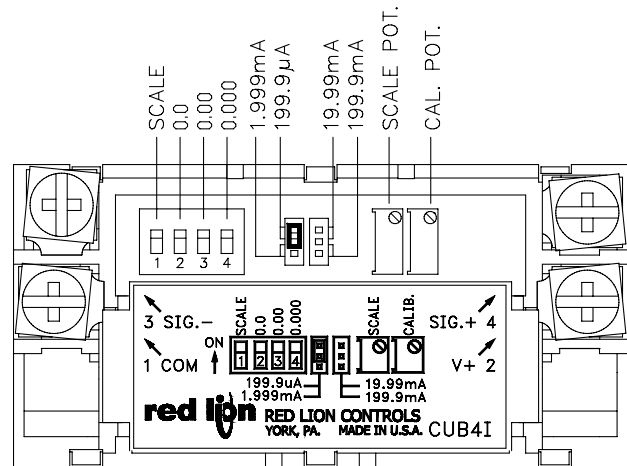 SCALE
0.0
0.00
0.000
1.999mA
199.9µA
19.99mA
199.9mA
SCALE POT.
CAL. POT.
1 2 3 4
3 SIG.-
1 COM
ON
SCALE
0.0
0.00
0.000
1 2 3 4
SCALE
CALIB.
SIG.+ 4
V+ 2
199.9uA
1.999mA
19.99mA
199.9mA
red lion
RED LION CONTROLS
YORK, PA. MADE IN U.S.A.
CUB4I